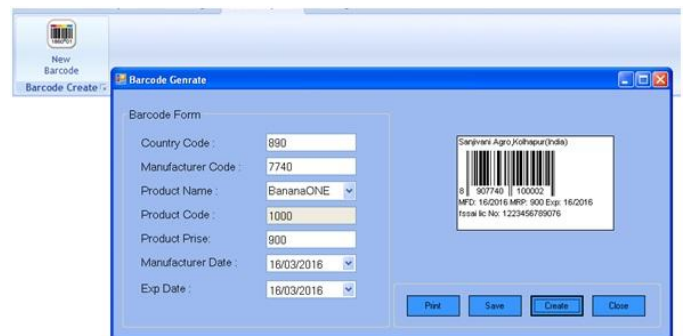 New
Barcode
Barcode Create
Barcode Genrate
Barcode Form
Country Code : 890
Manufacturer Code : 7740
Product Name : BananaONE
Product Code : 1000
Product Prise: 900
Manufacturer Date : 16/03/2016
Exp Date : 16/03/2016
Sanjivani Agro,Kolhapur(India)
8 907740 100002
MFD: 16/2016 MRP: 900 Exp: 16/2016
fssai lic No: 1223456789076
Print Save Create Close